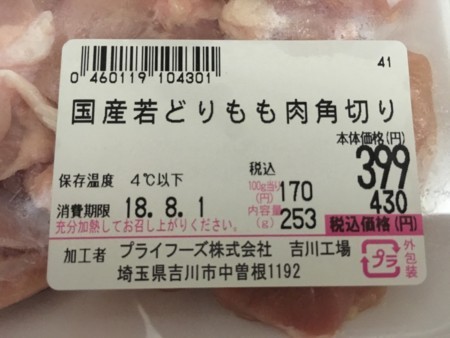 0 460119 104301
41
国産若どりもも肉角切り
本体価格(円)
399
税込
保存温度 4℃以下
100g当り(円) 170
430
消費期限 18.8.1
内容量(g) 253
税込価格(円)
充分加熱してお召し上がりください。
加工者 プライフーズ株式会社 吉川工場
埼玉県吉川市中曽根1192
プラ
外包装